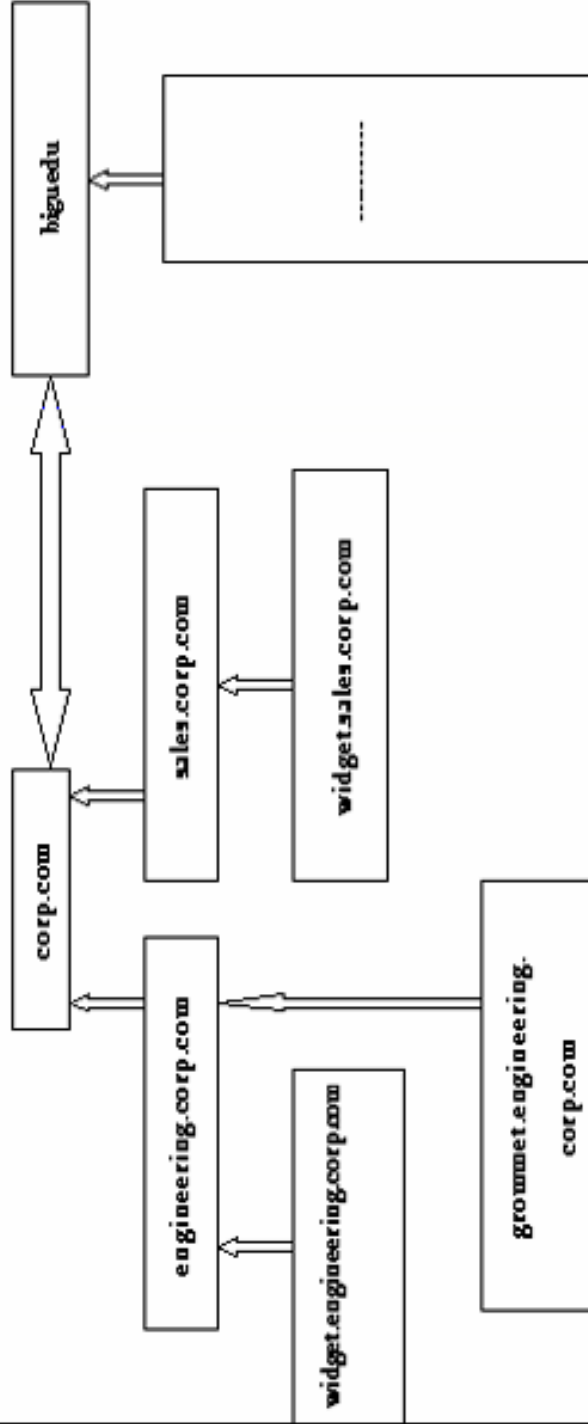 corp.com
biguedu
engineering.corp.com
sales.corp.com
widget.engineering.corp.com
widget.sales.corp.com
------------
grommet.engineering.
corp.com